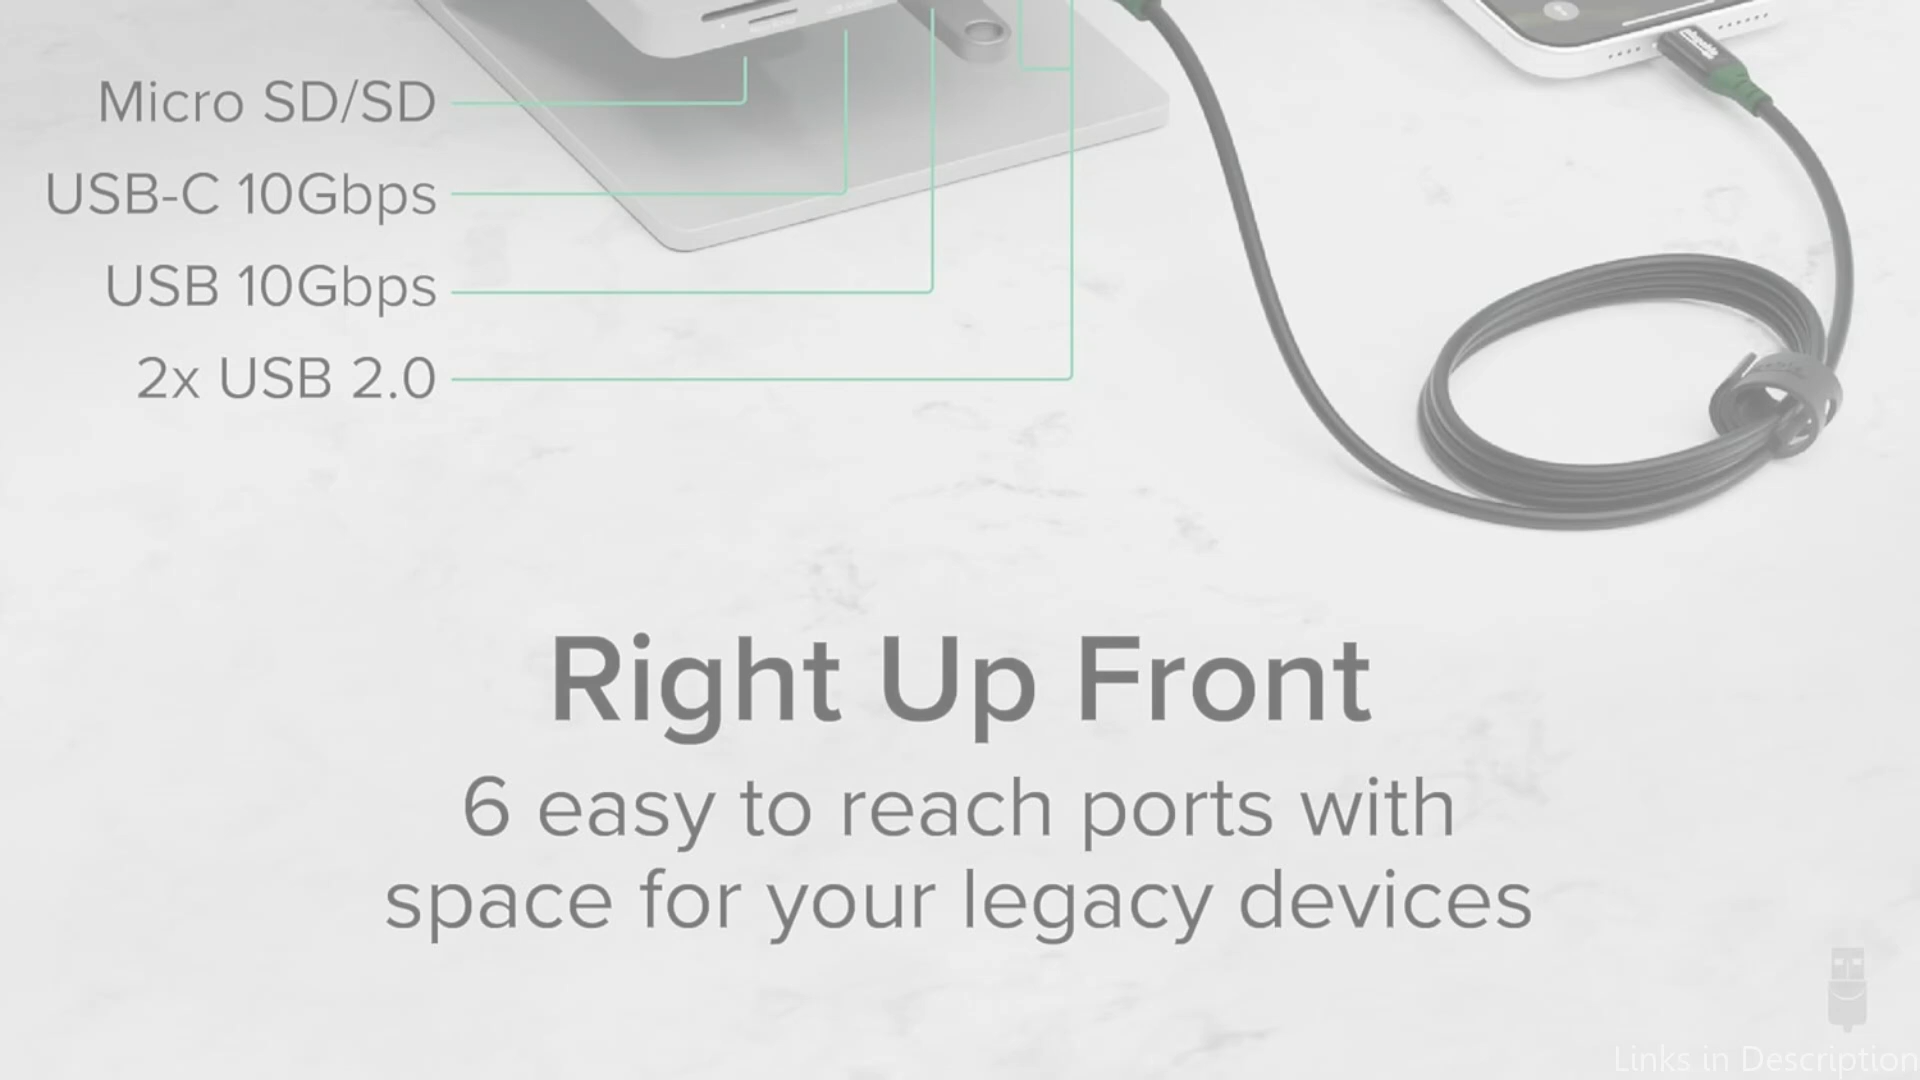 Micro SD/SD
USB-C 10Gbps
USB 10Gbps
2x USB 2.0
Right Up Front
6 easy to reach ports with
space for your legacy devices
Links in Description